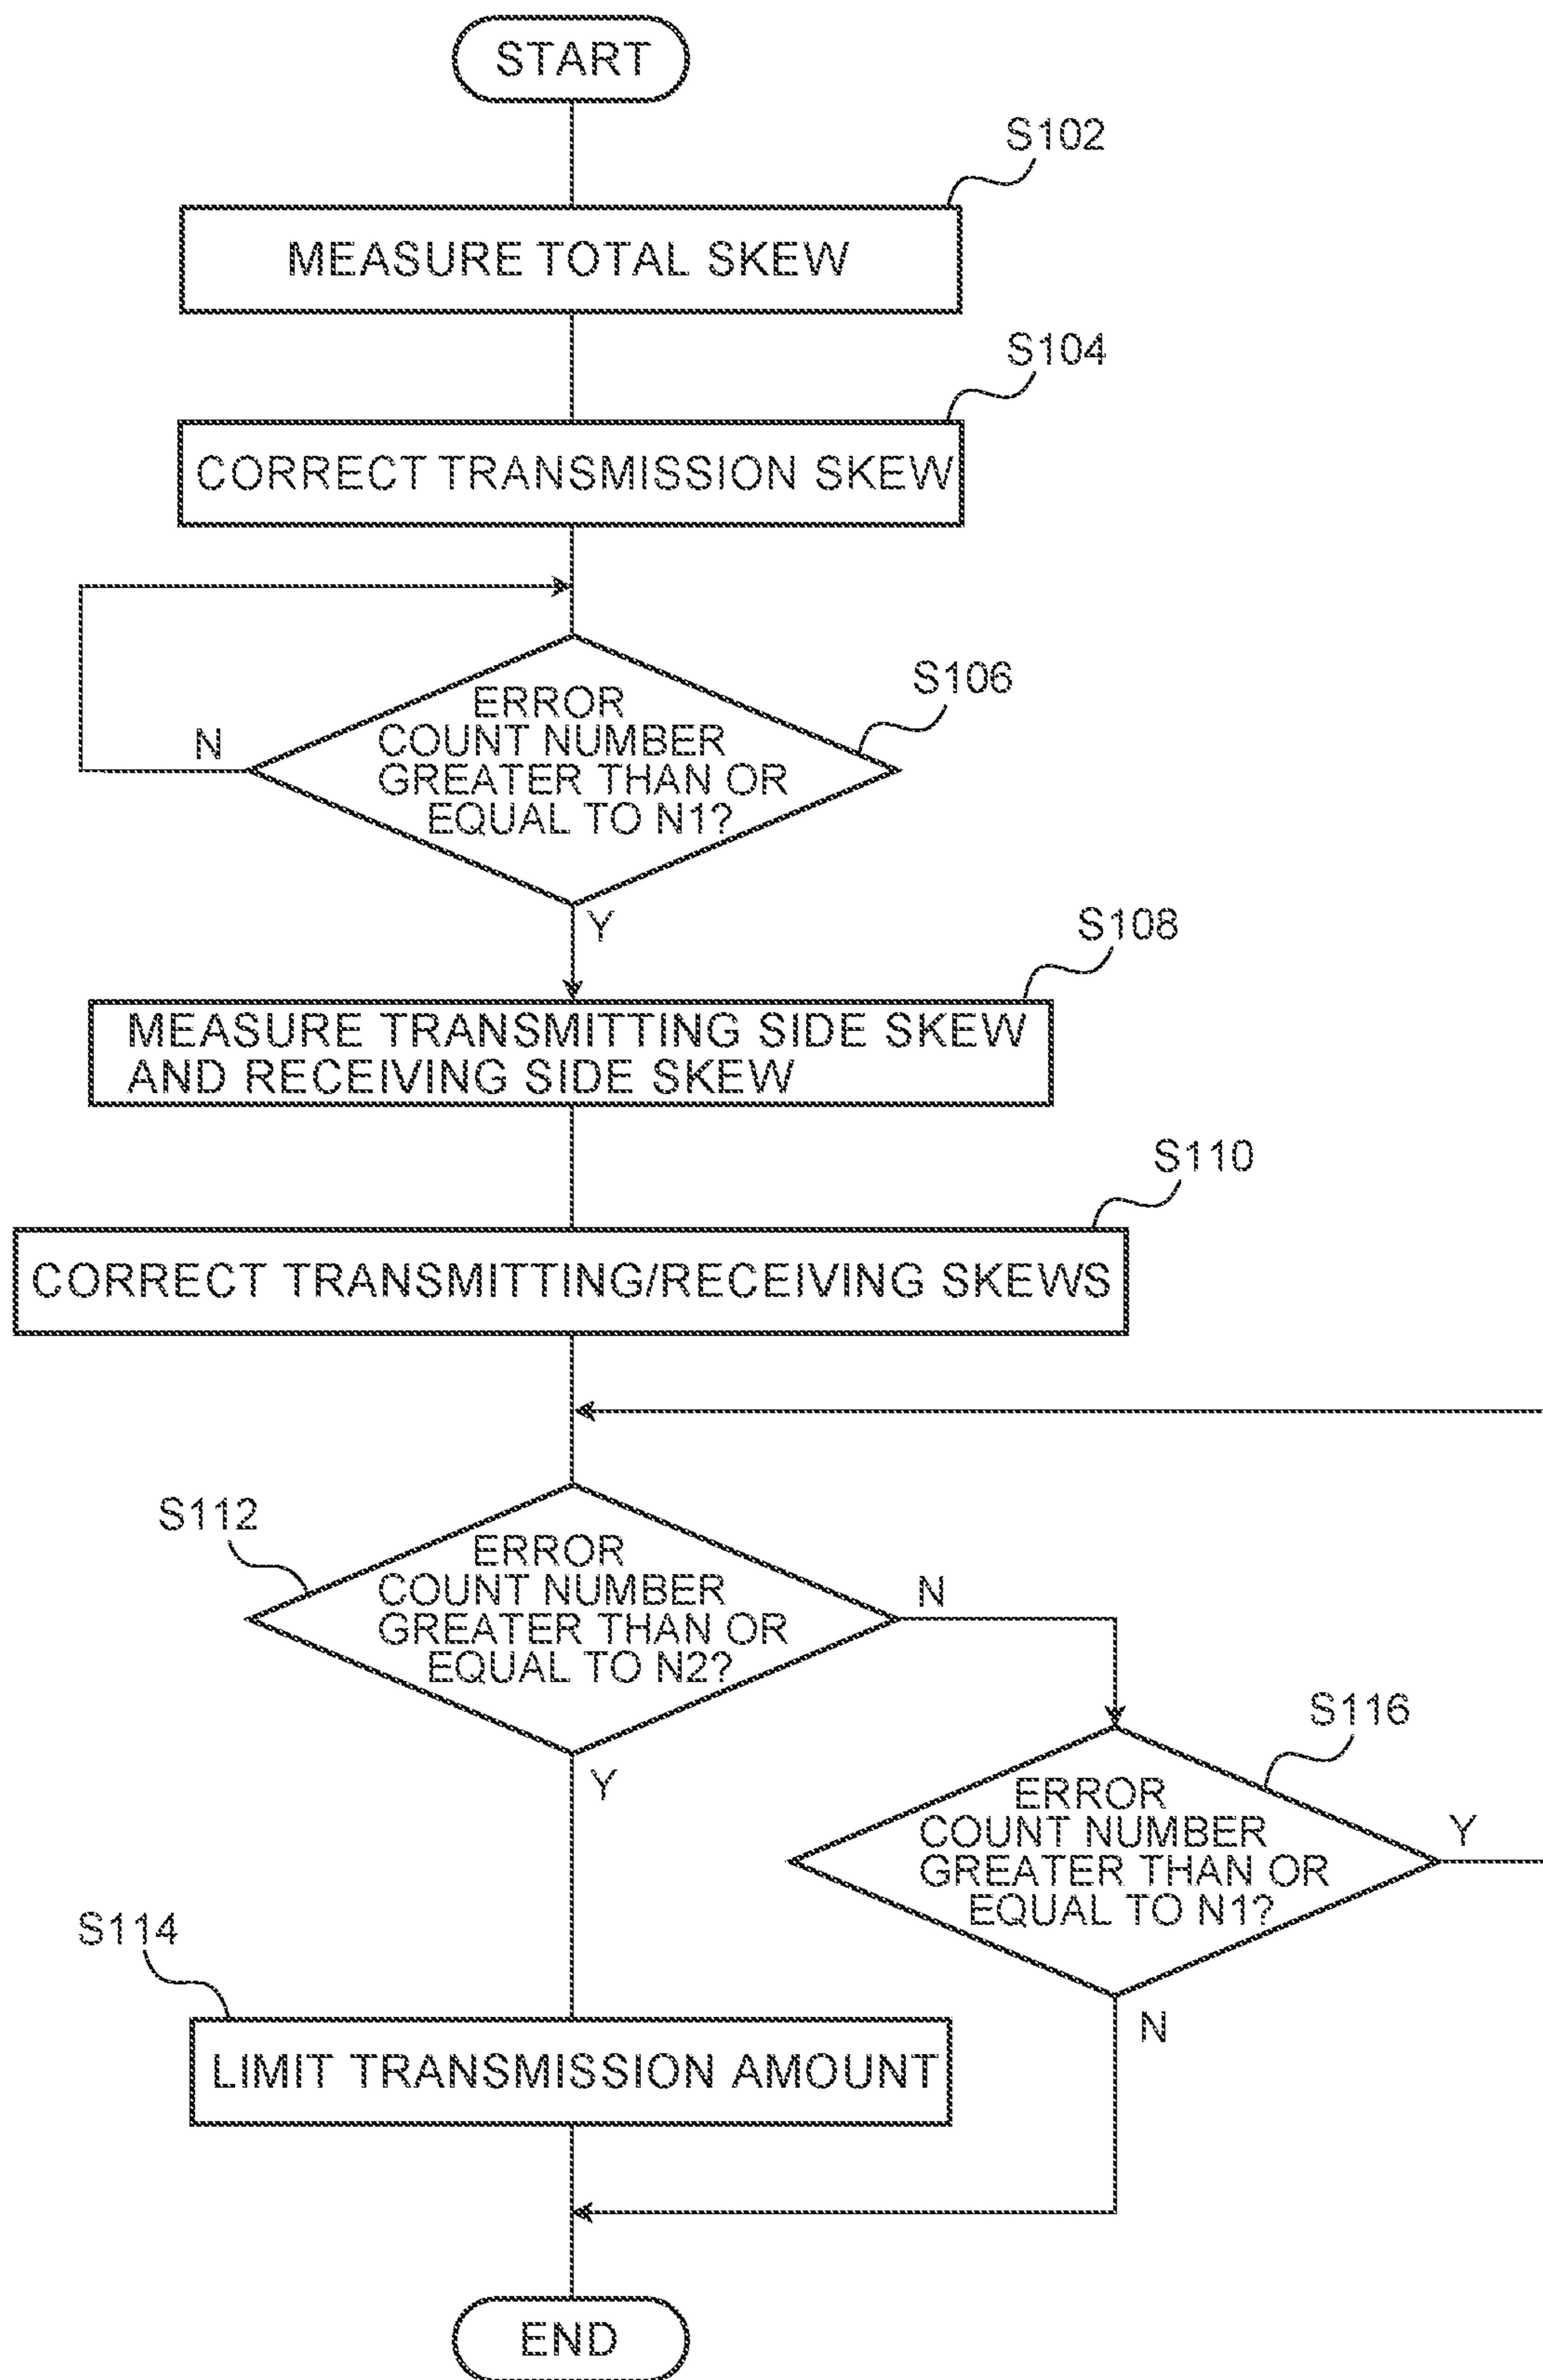 START
S102
MEASURE TOTAL SKEW
S104
CORRECT TRANSMISSION SKEW
S106
ERROR
COUNT NUMBER
GREATER THAN OR
EQUAL TO N1?
N
Y
S108
MEASURE TRANSMITTING SIDE SKEW
AND RECEIVING SIDE SKEW
S110
CORRECT TRANSMITTING/RECEIVING SKEWS
S112
ERROR
COUNT NUMBER
GREATER THAN OR
EQUAL TO N2?
N
Y
S116
ERROR
COUNT NUMBER
GREATER THAN OR
EQUAL TO N1?
Y
N
S114
LIMIT TRANSMISSION AMOUNT
END